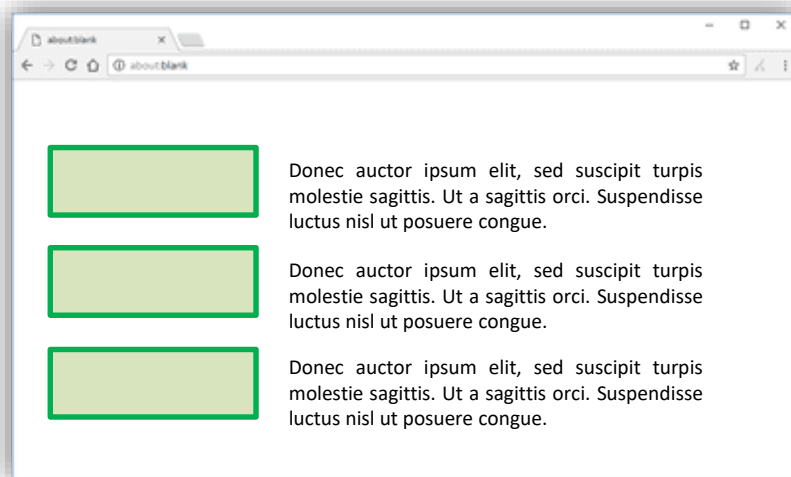 about:blank
about:blank
Donec auctor ipsum elit, sed suscipit turpis
molestie sagittis. Ut a sagittis orci. Suspendisse
luctus nisl ut posuere congue.
Donec auctor ipsum elit, sed suscipit turpis
molestie sagittis. Ut a sagittis orci. Suspendisse
luctus nisl ut posuere congue.
Donec auctor ipsum elit, sed suscipit turpis
molestie sagittis. Ut a sagittis orci. Suspendisse
luctus nisl ut posuere congue.